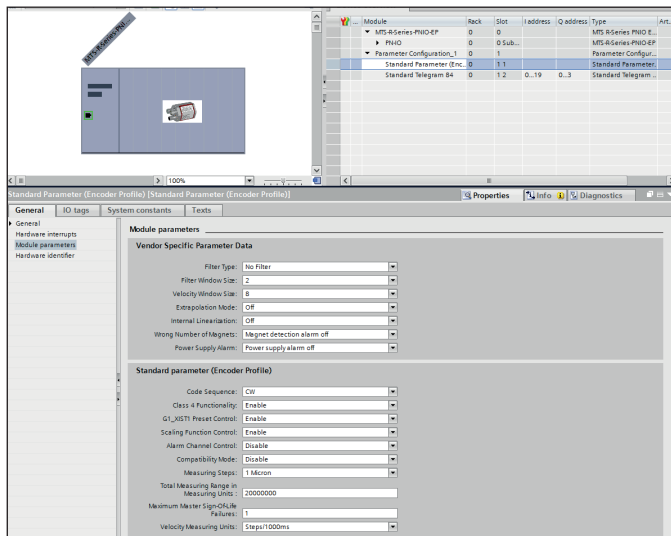 MTS-R-Series-PNI
100%
... Module Rack Slot I address Q address Type Art.
MTS-R-Series-PNIO-EP 0 0 MTS R-Series PNIO E...
PN-IO 0 0 Sub... MTS-R-Series-PNIO-EP
Parameter Configuration_1 0 1 Parameter Configur...
Standard Parameter (Enc... 0 1 1 Standard Parameter...
Standard Telegram 84 0 1 2 0...19 0...3 Standard Telegram ...
Standard Parameter (Encoder Profile) [Standard Parameter (Encoder Profile)]
Properties Info Diagnostics
General IO tags System constants Texts
General
Hardware interrupts
Module parameters
Hardware identifier
Module parameters
Vendor Specific Parameter Data
Filter Type: No Filter
Filter Window Size: 2
Velocity Window Size: 8
Extrapolation Mode: Off
Internal Linearization: Off
Wrong Number of Magnets: Magnet detection alarm off
Power Supply Alarm: Power supply alarm off
Standard parameter (Encoder Profile)
Code Sequence: CW
Class 4 Functionality: Enable
G1_XIST1 Preset Control: Enable
Scaling Function Control: Enable
Alarm Channel Control: Disable
Compatibility Mode: Disable
Measuring Steps: 1 Micron
Total Measuring Range in
Measuring Units : 20000000
Maximum Master Sign-Of-Life
Failures: 1
Velocity Measuring Units: Steps/1000ms